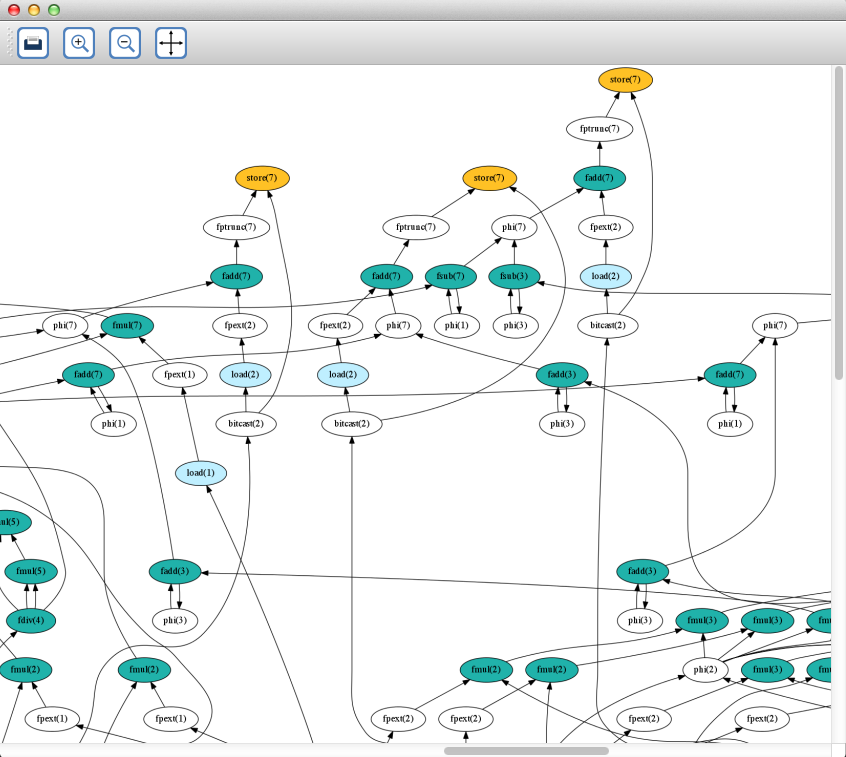 store(7)
fptrunc(7)
store(7) store(7) fadd(7)
fptrunc(7) fptrunc(7) phi(7) fpext(2)
fadd(7) fadd(7) fsub(7) fsub(3) load(2)
phi(7) fmul(7) fpext(2) fpext(2) phi(7) phi(1) phi(3) bitcast(2) phi(7)
fadd(7) fpext(1) load(2) load(2) fadd(3) fadd(7)
phi(1) bitcast(2) bitcast(2) phi(3) phi(1)
load(1)
fmul(5) fadd(3) fadd(3)
fdiv(4) phi(3) phi(3) fmul(3) fmul(3)
fmul(2) fmul(2) fmul(2) fmul(2) phi(2) fmul(3)
fpext(1) fpext(1) fpext(2) fpext(2) fpext(2) fpext(2)